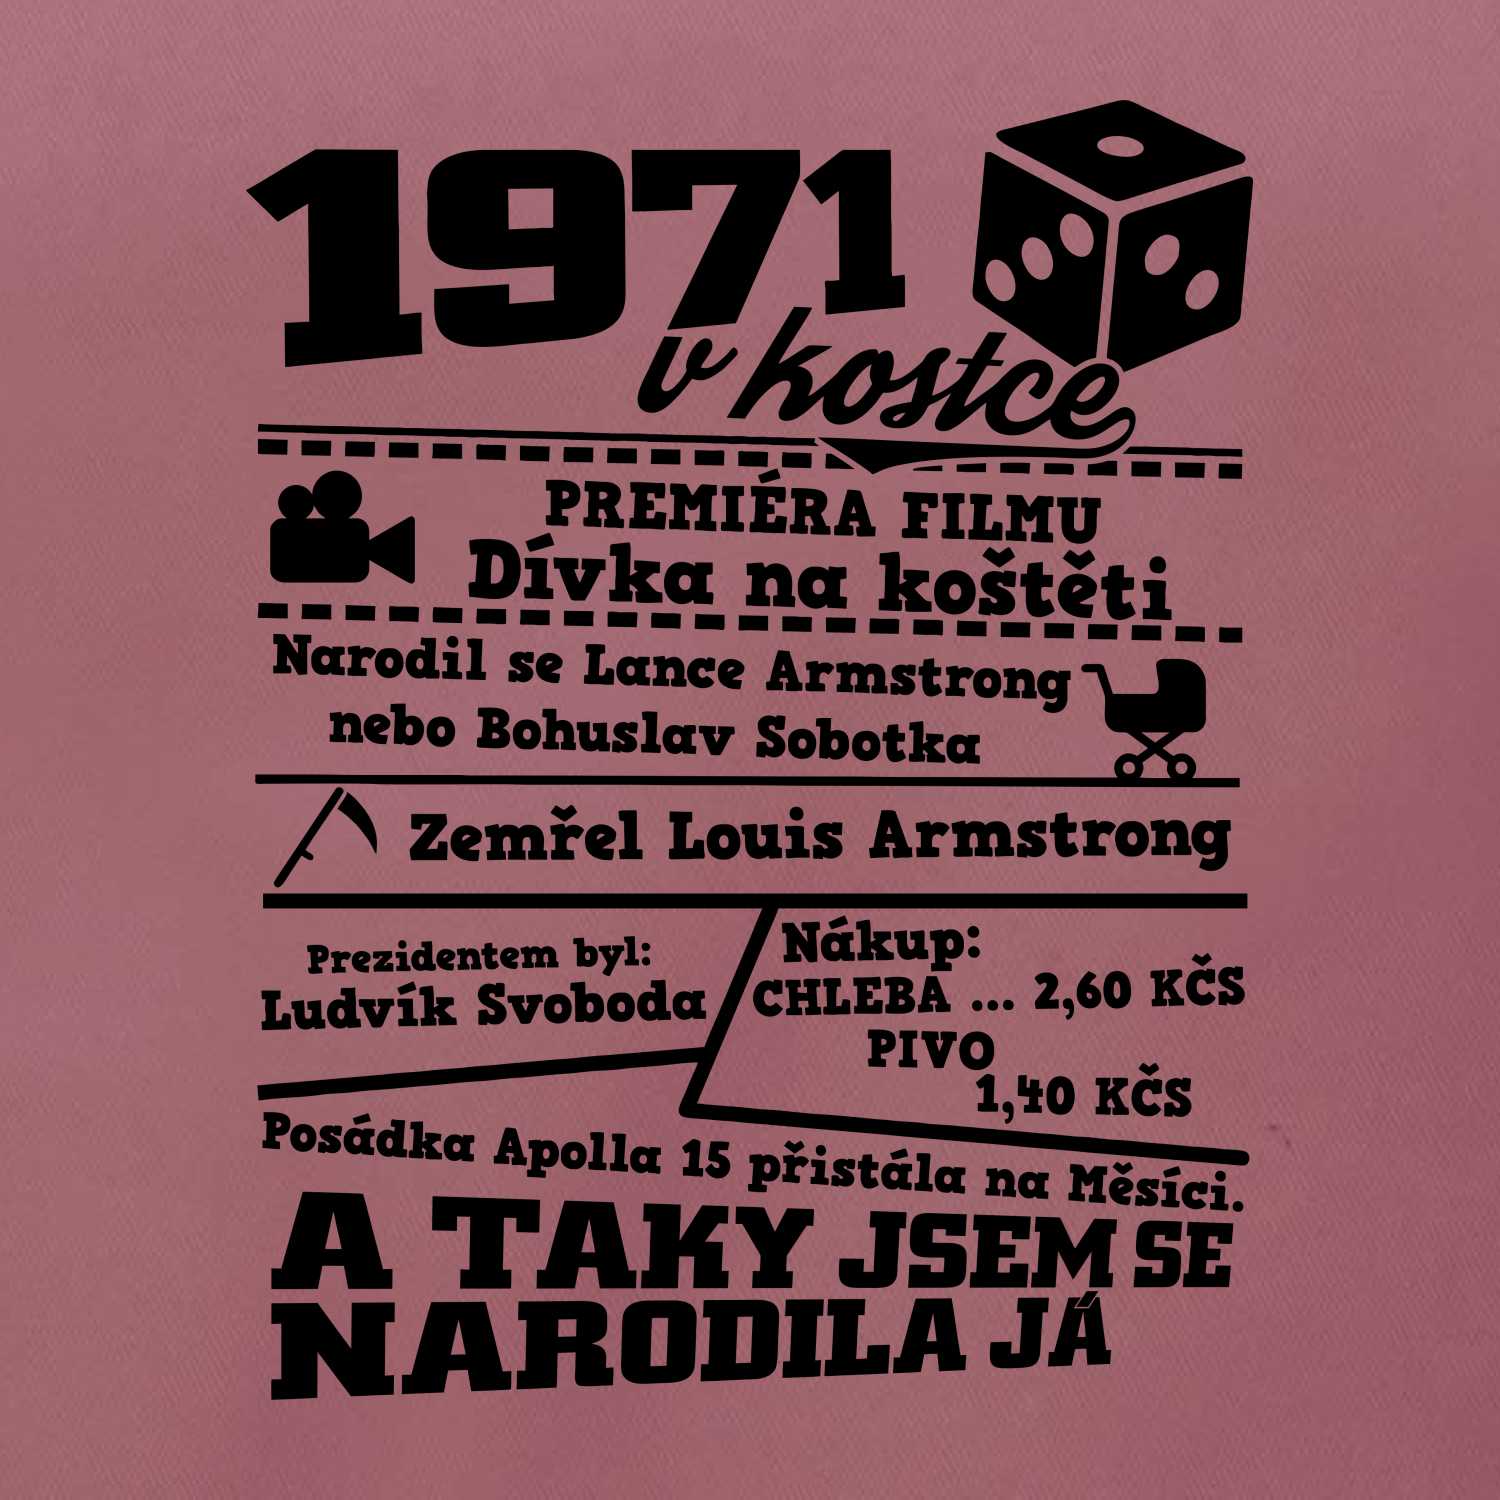 1971
v kostce
PREMIÉRA FILMU
Dívka na koštěti
Narodil se Lance Armstrong
nebo Bohuslav Sobotka
Zemřel Louis Armstrong
Prezidentem byl:
Ludvík Svoboda
Nákup:
CHLEBA ... 2,60 KČS
PIVO
1,40 KČS
Posádka Apolla 15 přistála na Měsíci.
A TAKY JSEM SE
NARODILA JÁ